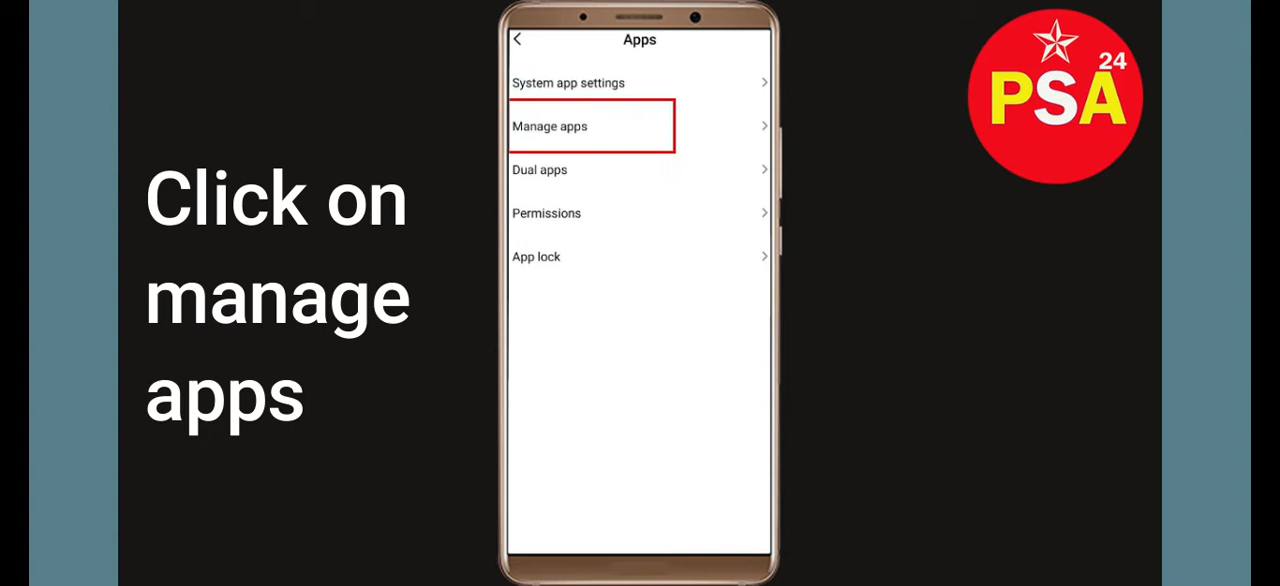 Click on
manage
apps
Apps
System app settings
Manage apps
Dual apps
Permissions
App lock
24
PSA